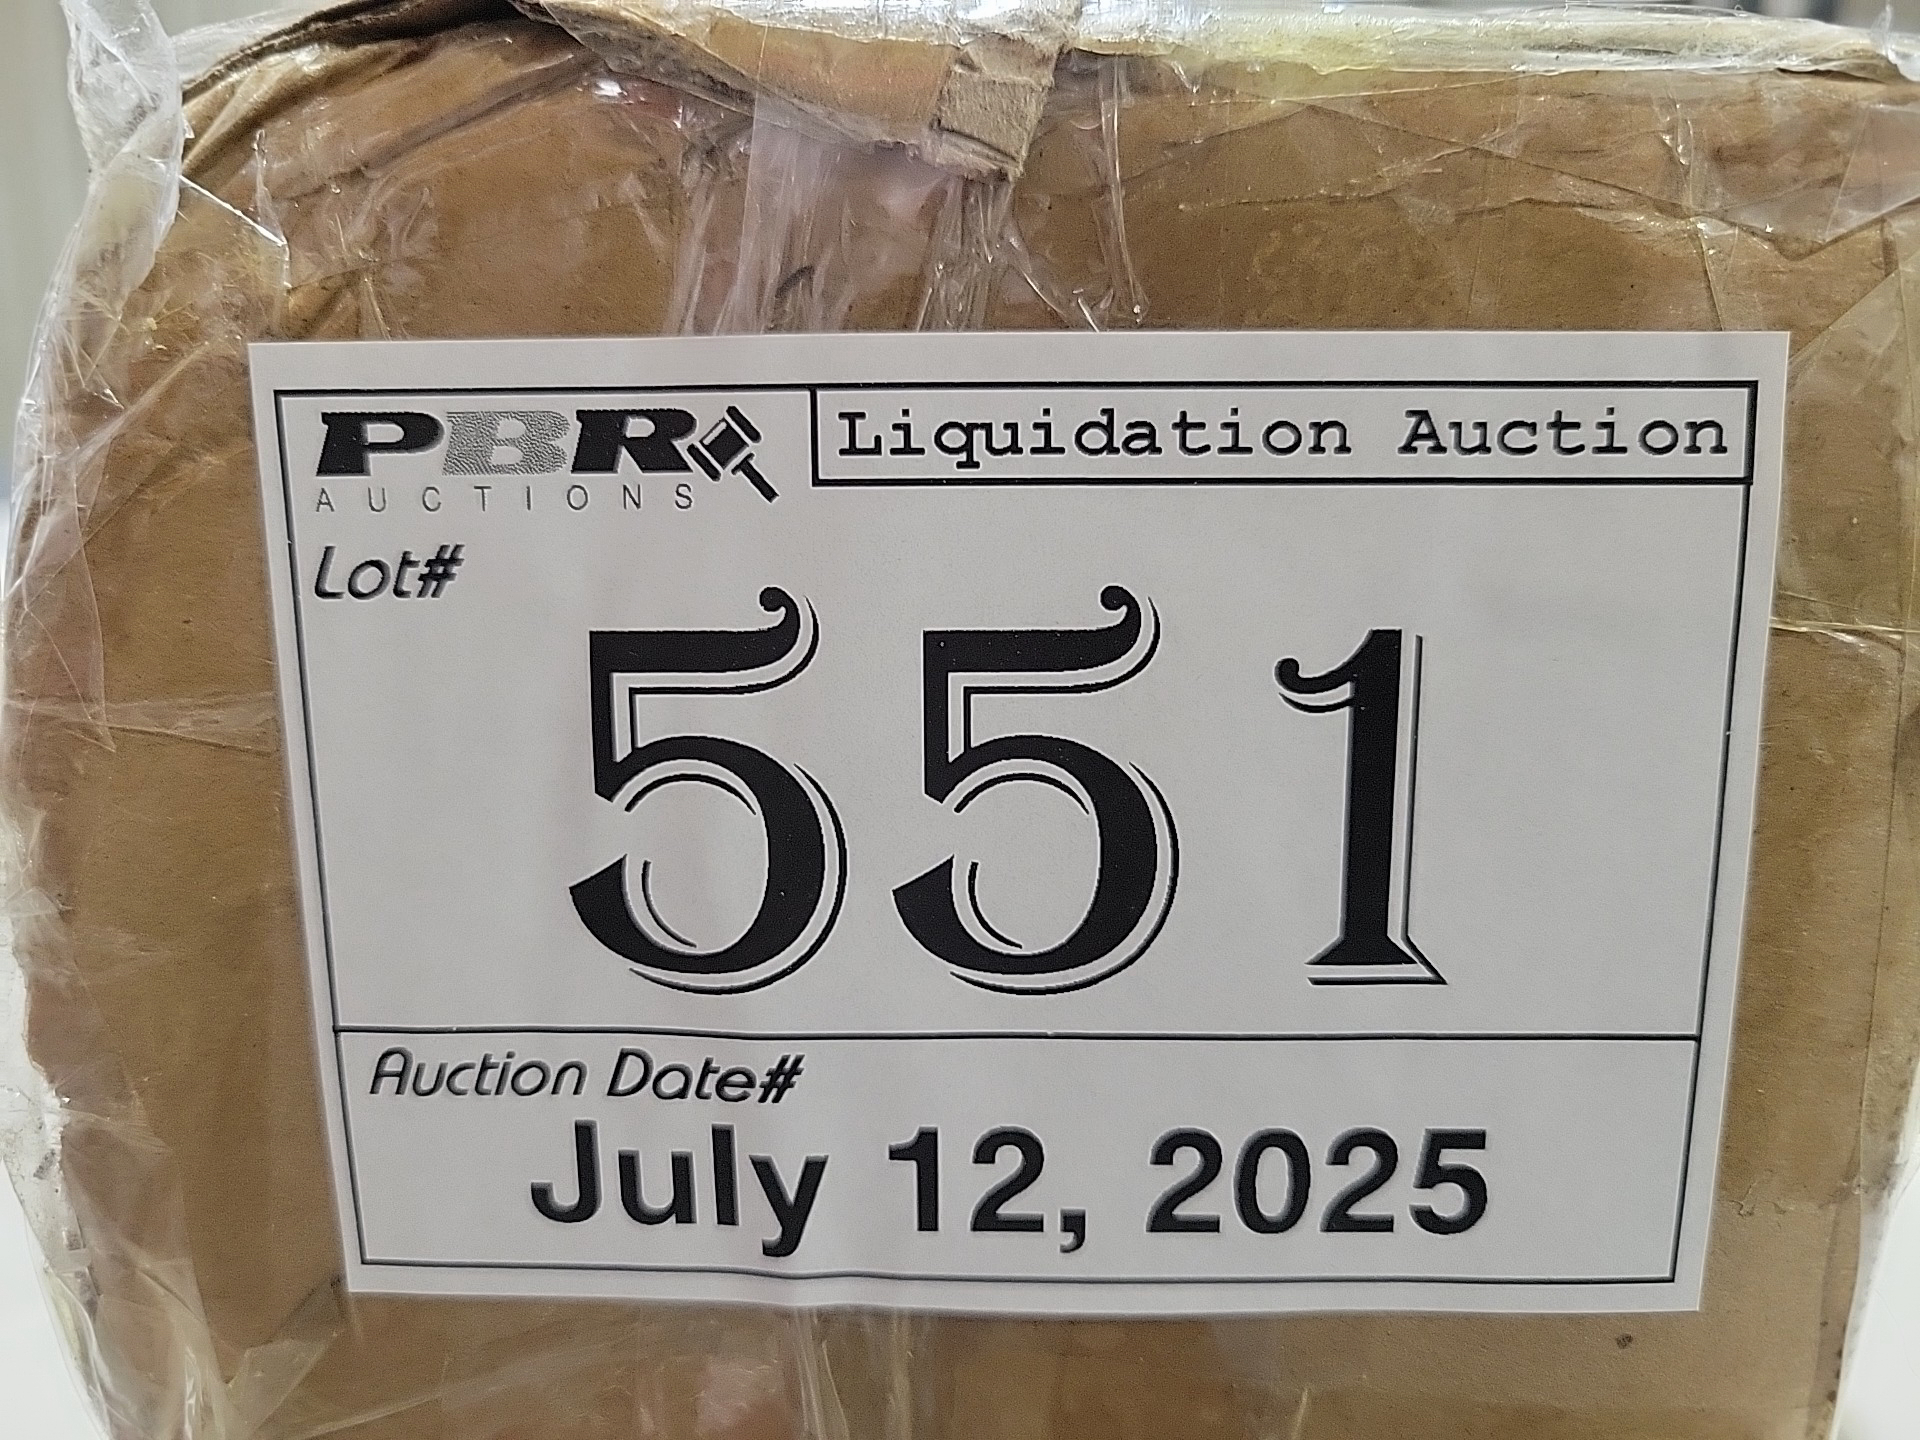 PBR
AUCTIONS
Liquidation Auction
Lot#
551
Auction Date#
July 12, 2025